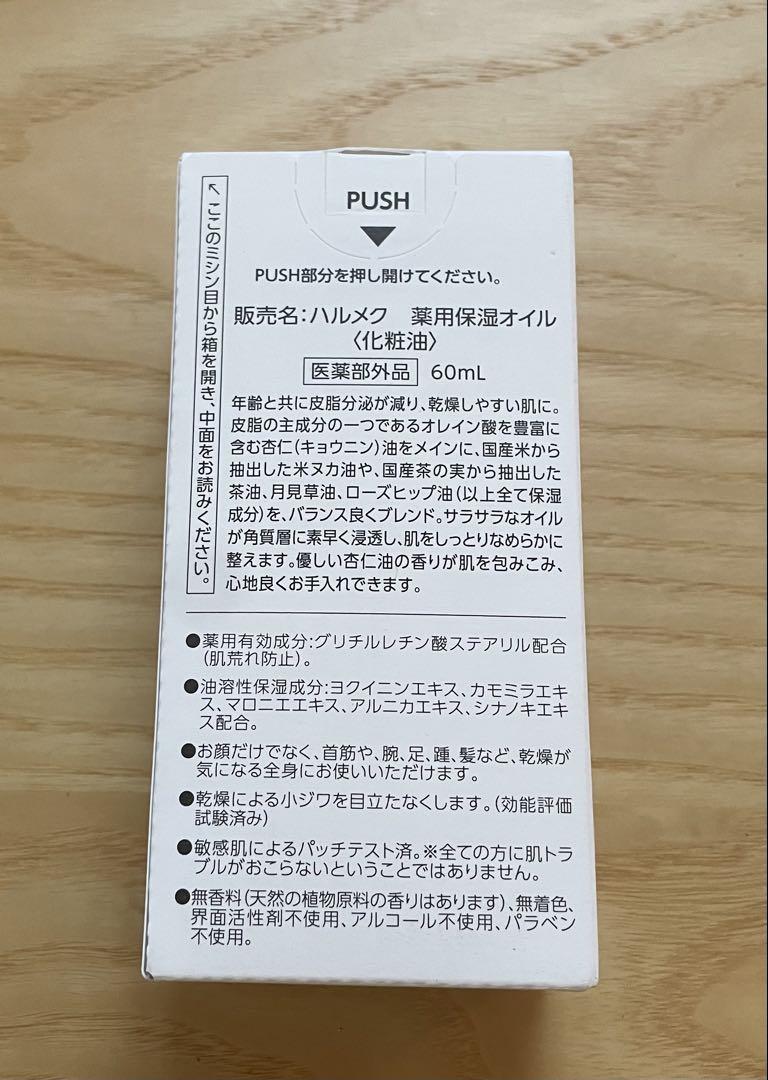 PUSH
PUSH部分を押し開けてください。
↖ここのミシン目から箱を開き、中面をお読みください。
販売名:ハルメク 薬用保湿オイル
〈化粧油〉
医薬部外品 60mL
年齢と共に皮脂分泌が減り、乾燥しやすい肌に。
皮脂の主成分の一つであるオレイン酸を豊富に
含む杏仁(キョウニン)油をメインに、国産米から
抽出した米ヌカ油や、国産茶の実から抽出した
茶油、月見草油、ローズヒップ油(以上全て保湿
成分)を、バランス良くブレンド。サラサラなオイル
が角質層に素早く浸透し、肌をしっとりなめらかに
整えます。優しい杏仁油の香りが肌を包みこみ、
心地良くお手入れできます。
●薬用有効成分:グリチルレチン酸ステアリル配合
(肌荒れ防止)。
●油溶性保湿成分:ヨクイニンエキス、カモミラエキ
ス、マロニエエキス、アルニカエキス、シナノキエキ
ス配合。
●お顔だけでなく、首筋や、腕、足、踵、髪など、乾燥が
気になる全身にお使いいただけます。
●乾燥による小ジワを目立たなくします。(効能評価
試験済み)
●敏感肌によるパッチテスト済。※全ての方に肌トラ
ブルがおこらないということではありません。
●無香料(天然の植物原料の香りはあります)、無着色、
界面活性剤不使用、アルコール不使用、パラベン
不使用。